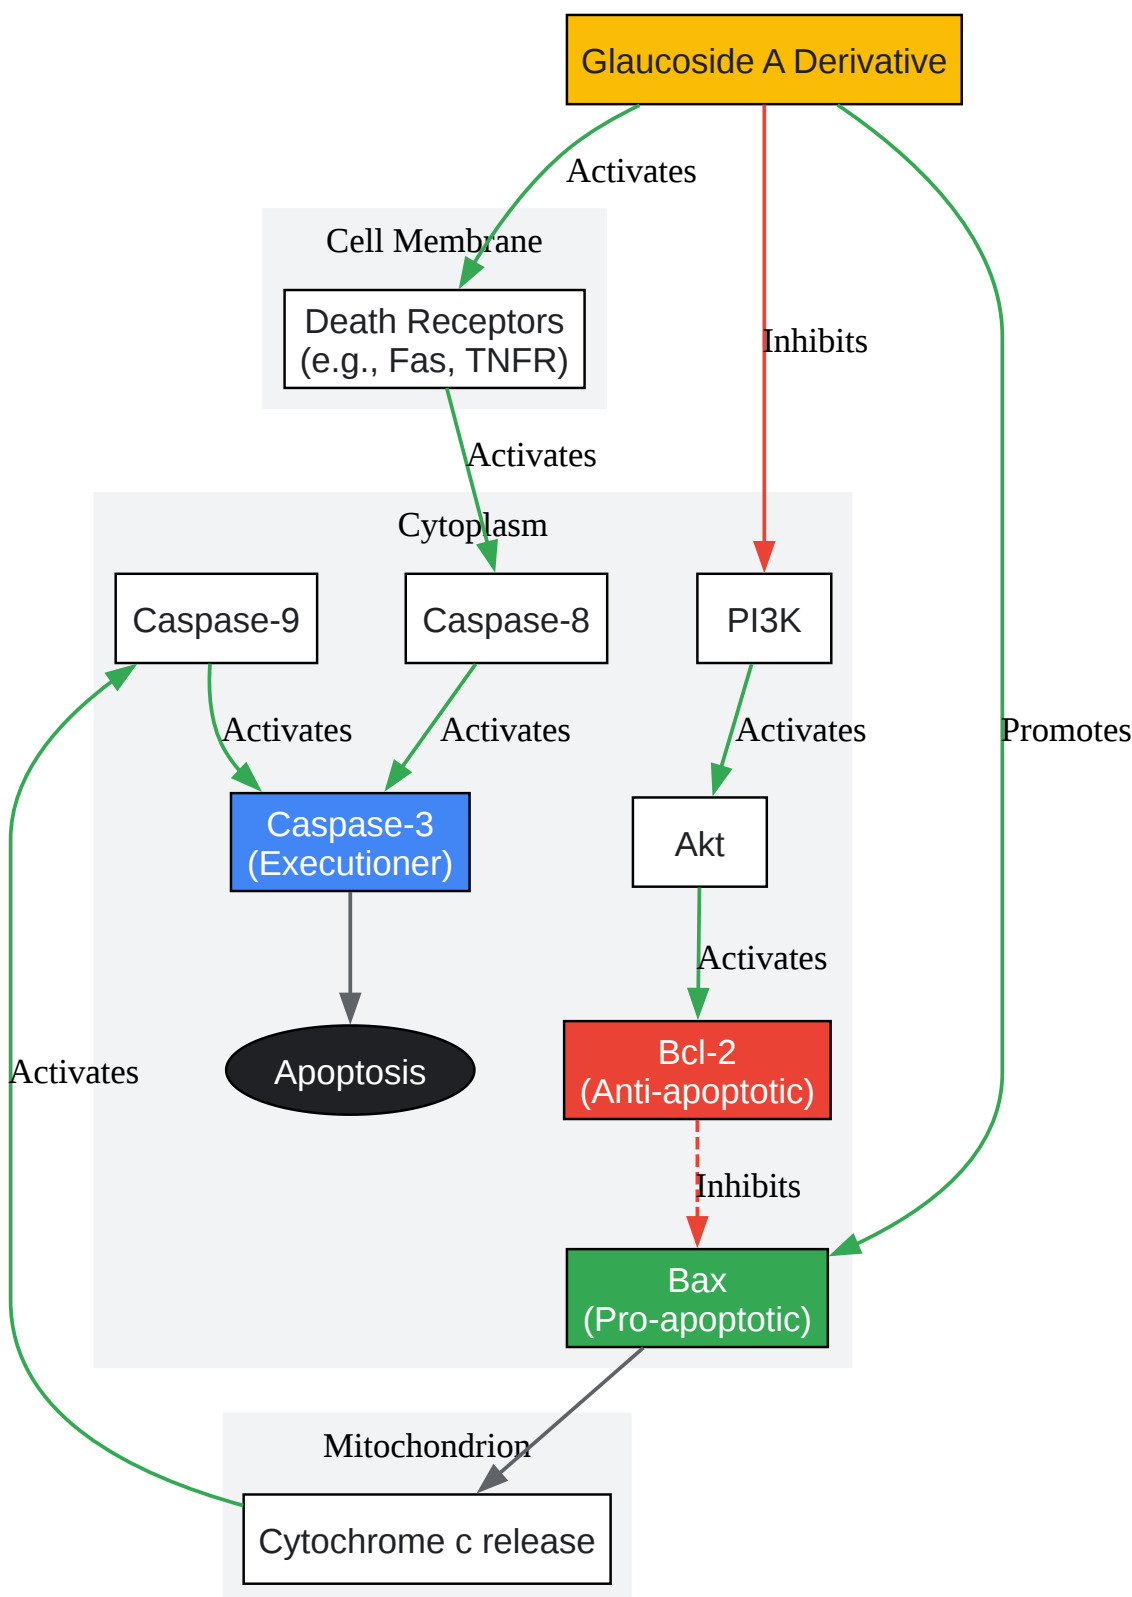 Glaucoside A Derivative
Activates
Cell Membrane
Death Receptors
(e.g., Fas, TNFR)
Inhibits
Activates
Cytoplasm
Caspase-9
Caspase-8
PI3K
Activates
Activates
Activates
Promotes
Caspase-3
(Executioner)
Akt
Activates
Bcl-2
(Anti-apoptotic)
Apoptosis
Activates
Inhibits
Bax
(Pro-apoptotic)
Mitochondrion
Cytochrome c release